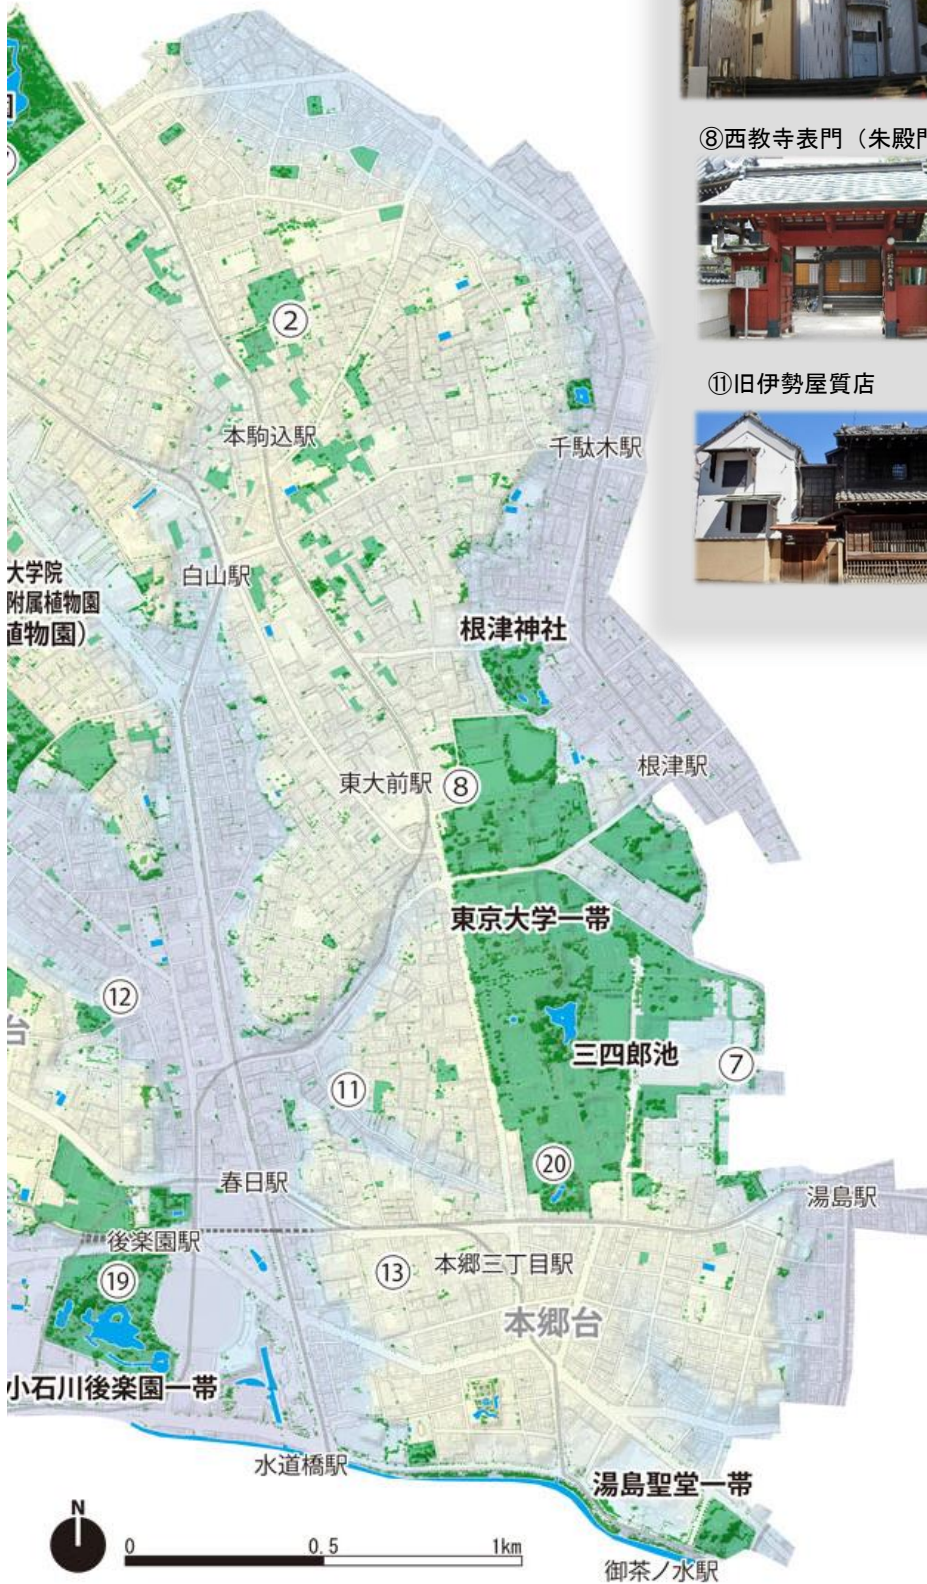 ⑧西教寺表門（朱殿門
⑪旧伊勢屋質店
②
本駒込駅
千駄木駅
白山駅
大学院
附属植物園
植物園）
根津神社
東大前駅
⑧
根津駅
東京大学一帯
⑫
台
三四郎池
⑦
⑪
⑳
春日駅
湯島駅
後楽園駅
⑲
⑬
本郷三丁目駅
本郷台
小石川後楽園一帯
水道橋駅
湯島聖堂一帯
御茶ノ水駅
N
0 0.5 1km